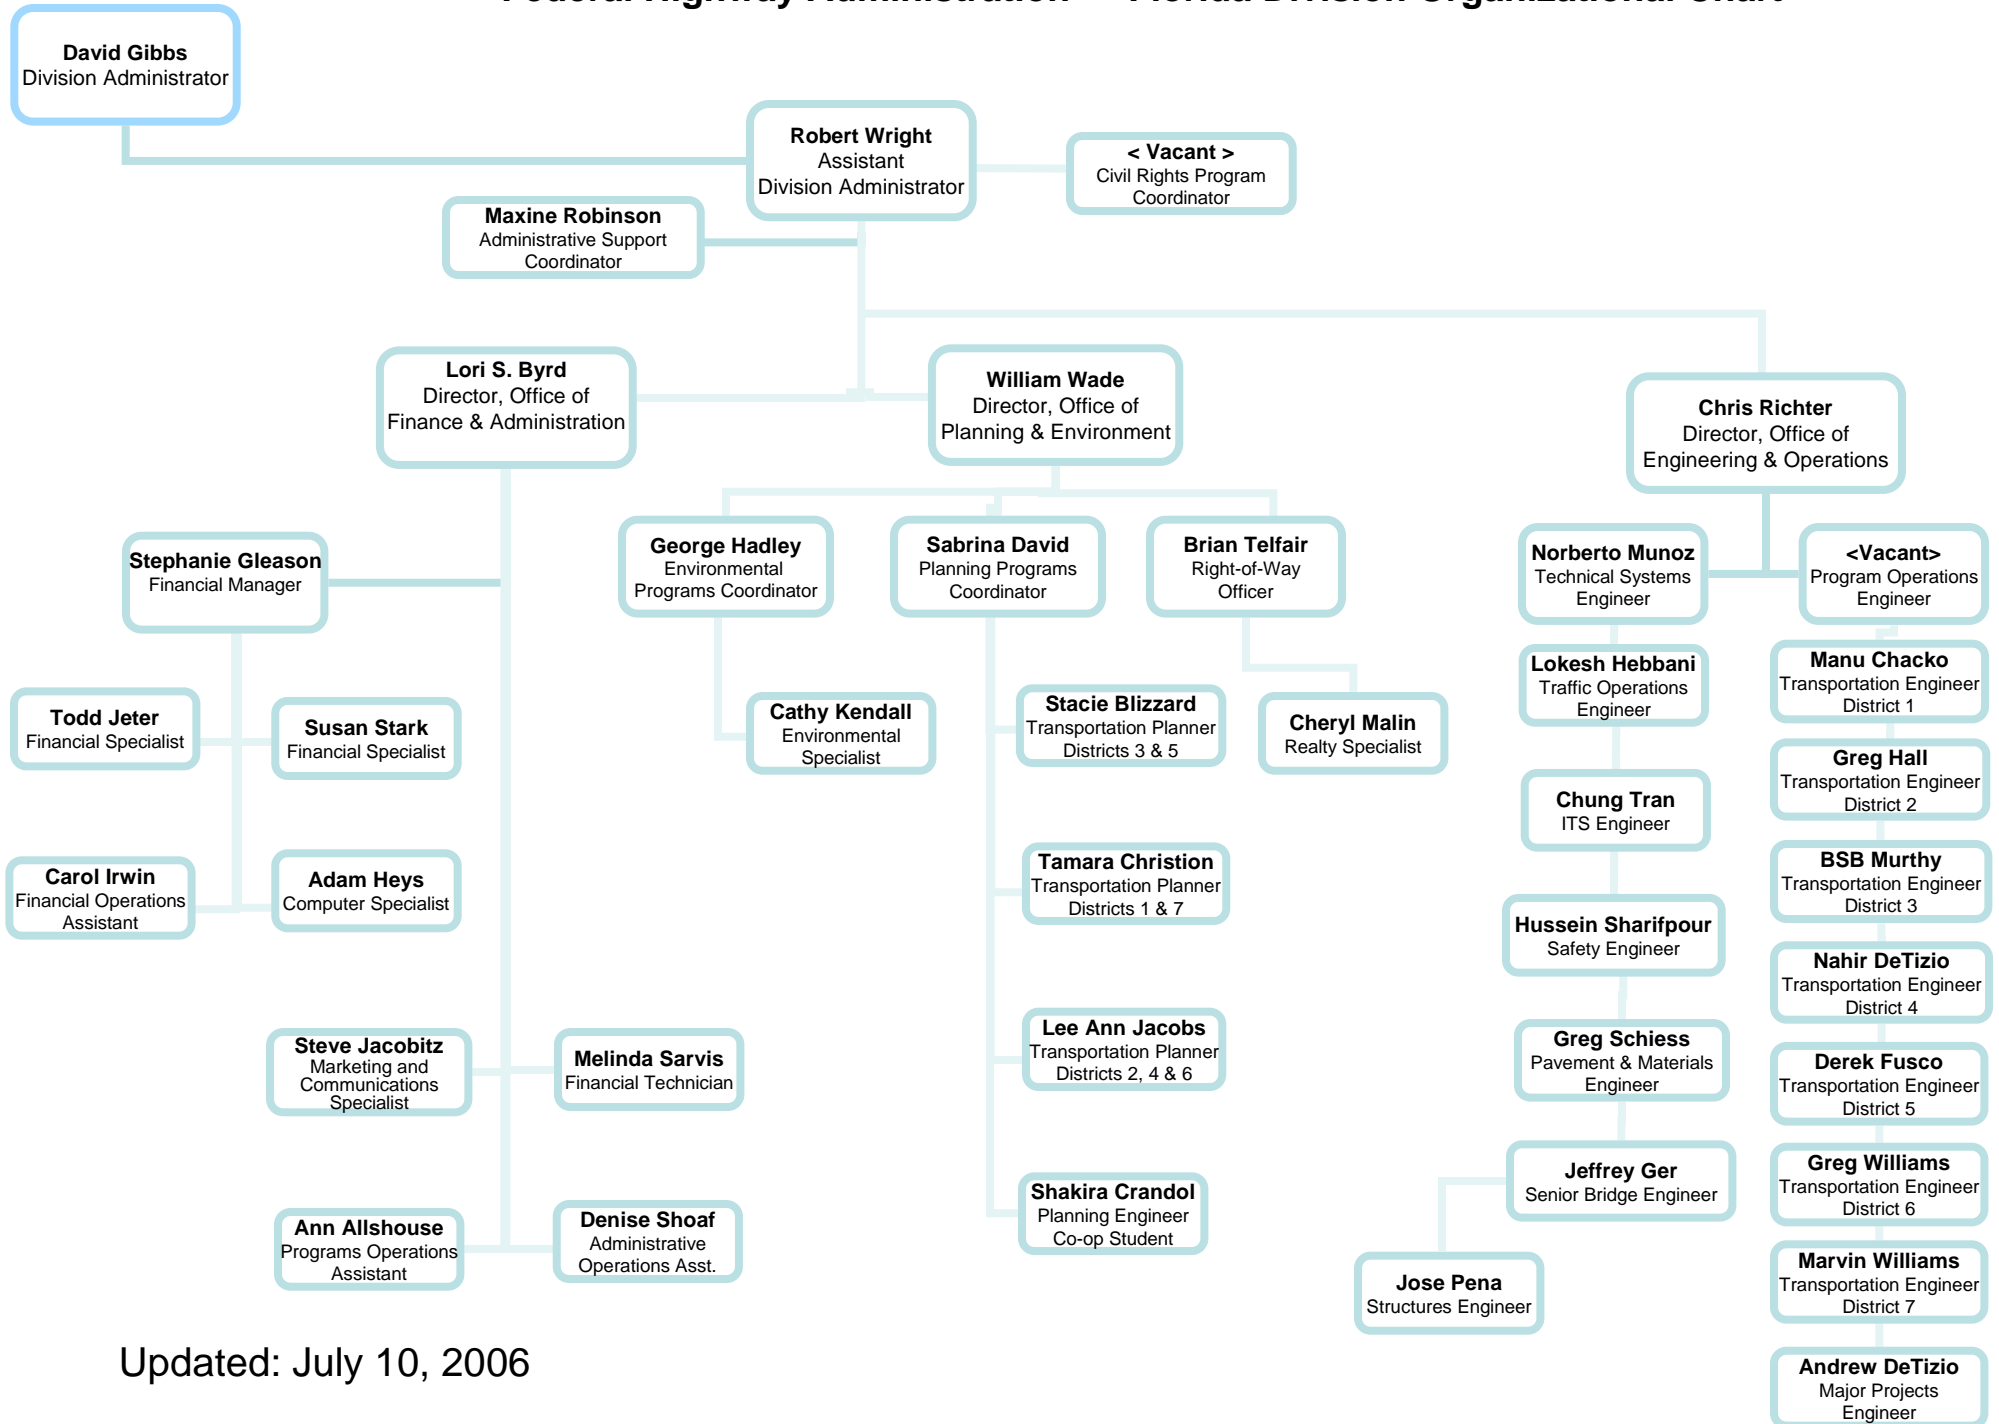 Federal Highway Administration — Florida Division Organizational Chart
David Gibbs
Division Administrator
Robert Wright
Assistant
Division Administrator
< Vacant >
Civil Rights Program
Coordinator
Maxine Robinson
Administrative Support
Coordinator
Lori S. Byrd
Director, Office of
Finance & Administration
William Wade
Director, Office of
Planning & Environment
Chris Richter
Director, Office of
Engineering & Operations
Stephanie Gleason
Financial Manager
Todd Jeter
Financial Specialist
Susan Stark
Financial Specialist
Carol Irwin
Financial Operations
Assistant
Adam Heys
Computer Specialist
Steve Jacobitz
Marketing and
Communications
Specialist
Melinda Sarvis
Financial Technician
Ann Allshouse
Programs Operations
Assistant
Denise Shoaf
Administrative
Operations Asst.
George Hadley
Environmental
Programs Coordinator
Cathy Kendall
Environmental
Specialist
Sabrina David
Planning Programs
Coordinator
Stacie Blizzard
Transportation Planner
Districts 3 & 5
Tamara Christion
Transportation Planner
Districts 1 & 7
Lee Ann Jacobs
Transportation Planner
Districts 2, 4 & 6
Shakira Crandol
Planning Engineer
Co-op Student
Brian Telfair
Right-of-Way
Officer
Cheryl Malin
Realty Specialist
Norberto Munoz
Technical Systems
Engineer
Lokesh Hebbani
Traffic Operations
Engineer
Chung Tran
ITS Engineer
Hussein Sharifpour
Safety Engineer
Greg Schiess
Pavement & Materials
Engineer
Jeffrey Ger
Senior Bridge Engineer
Jose Pena
Structures Engineer
<Vacant>
Program Operations
Engineer
Manu Chacko
Transportation Engineer
District 1
Greg Hall
Transportation Engineer
District 2
BSB Murthy
Transportation Engineer
District 3
Nahir DeTizio
Transportation Engineer
District 4
Derek Fusco
Transportation Engineer
District 5
Greg Williams
Transportation Engineer
District 6
Marvin Williams
Transportation Engineer
District 7
Andrew DeTizio
Major Projects
Engineer
Updated: July 10, 2006